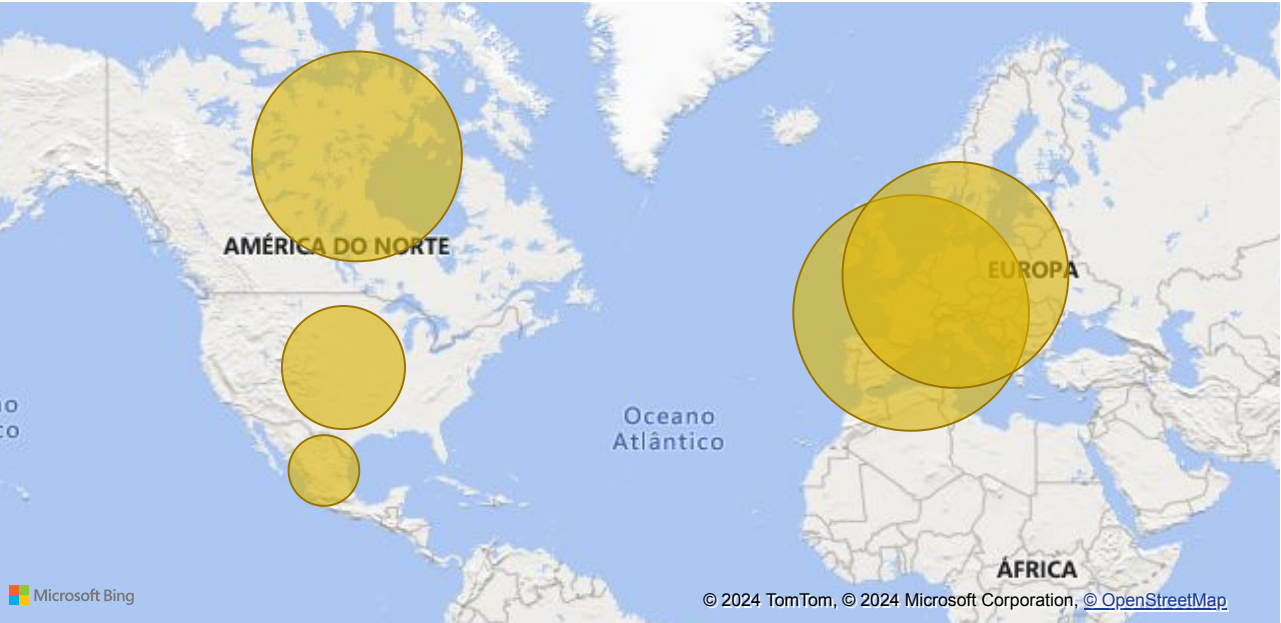 AMÉRICA DO NORTE
EUROPA
Oceano
Atlântico
ÁFRICA
Microsoft Bing
© 2024 TomTom, © 2024 Microsoft Corporation, © OpenStreetMap